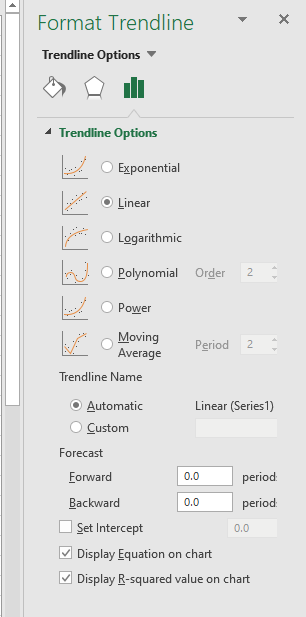 Format Trendline
Trendline Options
Trendline Options
Exponential
Linear
Logarithmic
Polynomial Order 2
Power
Moving
Average Period 2
Trendline Name
Automatic Linear (Series1)
Custom
Forecast
Forward 0.0 period
Backward 0.0 period
Set Intercept 0.0
Display Equation on chart
Display R-squared value on chart